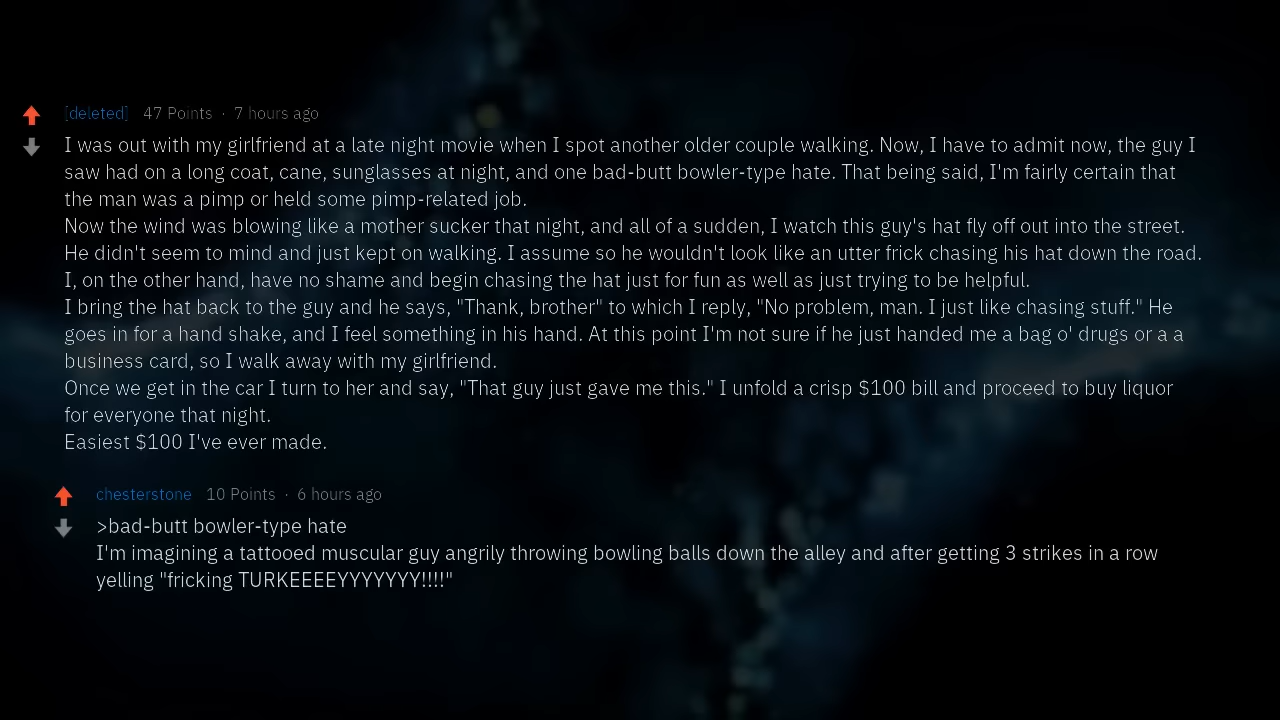 [deleted] 47 Points · 7 hours ago
I was out with my girlfriend at a late night movie when I spot another older couple walking. Now, I have to admit now, the guy I
saw had on a long coat, cane, sunglasses at night, and one bad-butt bowler-type hate. That being said, I'm fairly certain that
the man was a pimp or held some pimp-related job.
Now the wind was blowing like a mother sucker that night, and all of a sudden, I watch this guy's hat fly off out into the street.
He didn't seem to mind and just kept on walking. I assume so he wouldn't look like an utter frick chasing his hat down the road.
I, on the other hand, have no shame and begin chasing the hat just for fun as well as just trying to be helpful.
I bring the hat back to the guy and he says, "Thank, brother" to which I reply, "No problem, man. I just like chasing stuff." He
goes in for a hand shake, and I feel something in his hand. At this point I'm not sure if he just handed me a bag o' drugs or a a
business card, so I walk away with my girlfriend.
Once we get in the car I turn to her and say, "That guy just gave me this." I unfold a crisp $100 bill and proceed to buy liquor
for everyone that night.
Easiest $100 I've ever made.
chesterstone 10 Points · 6 hours ago
>bad-butt bowler-type hate
I'm imagining a tattooed muscular guy angrily throwing bowling balls down the alley and after getting 3 strikes in a row
yelling "fricking TURKEEEEYYYYYYY!!!!"